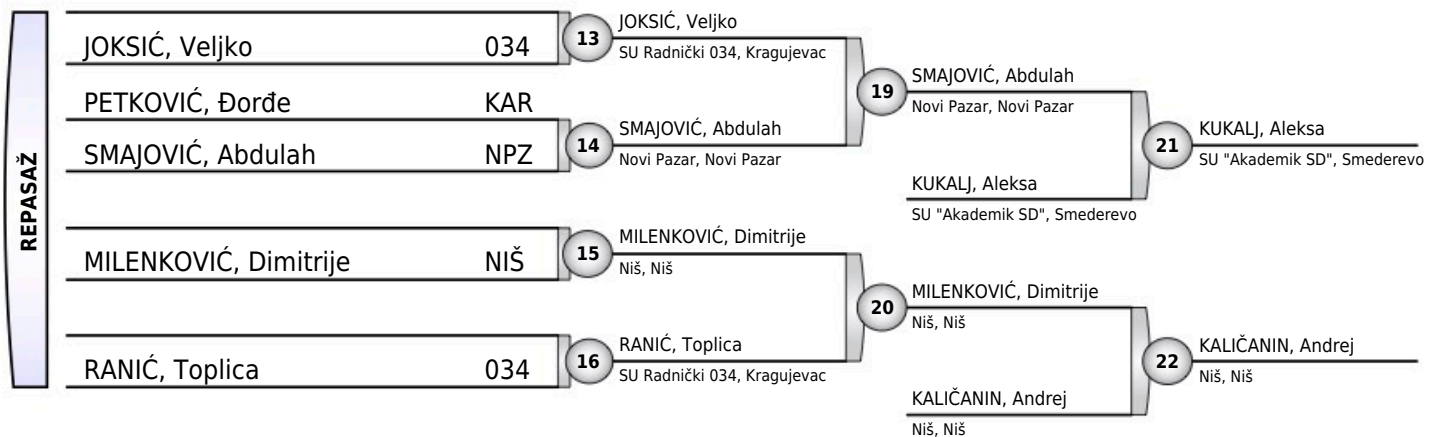 REPASAŽ
JOKSIĆ, Veljko 034
PETKOVIĆ, Đorđe KAR
SMAJOVIĆ, Abdulah NPZ
MILENKOVIĆ, Dimitrije NIŠ
RANIĆ, Toplica 034
13
JOKSIĆ, Veljko
SU Radnički 034, Kragujevac
14
SMAJOVIĆ, Abdulah
Novi Pazar, Novi Pazar
15
MILENKOVIĆ, Dimitrije
Niš, Niš
16
RANIĆ, Toplica
SU Radnički 034, Kragujevac
19
SMAJOVIĆ, Abdulah
Novi Pazar, Novi Pazar
KUKALJ, Aleksa
SU "Akademik SD", Smederevo
20
MILENKOVIĆ, Dimitrije
Niš, Niš
KALIČANIN, Andrej
Niš, Niš
21
KUKALJ, Aleksa
SU "Akademik SD", Smederevo
22
KALIČANIN, Andrej
Niš, Niš